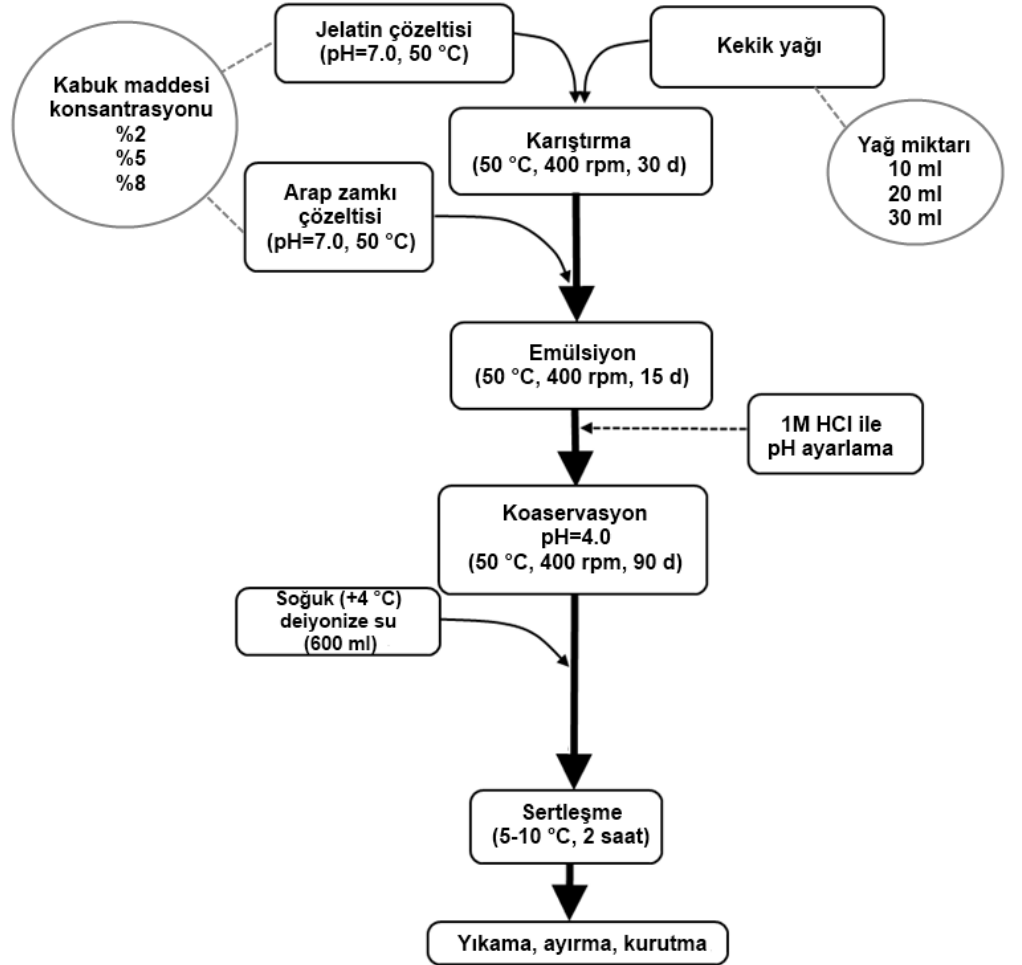 Jelatin çözeltisi
(pH=7.0, 50 °C)
Kekik yağı
Kabuk maddesi
konsantrasyonu
%2
%5
%8
Karıştırma
(50 °C, 400 rpm, 30 d)
Yağ miktarı
10 ml
20 ml
30 ml
Arap zamkı
çözeltisi
(pH=7.0, 50 °C)
Emülsiyon
(50 °C, 400 rpm, 15 d)
1M HCl ile
pH ayarlama
Koaservasyon
pH=4.0
(50 °C, 400 rpm, 90 d)
Soğuk (+4 °C)
deiyonize su
(600 ml)
Sertleşme
(5-10 °C, 2 saat)
Yıkama, ayırma, kurutma